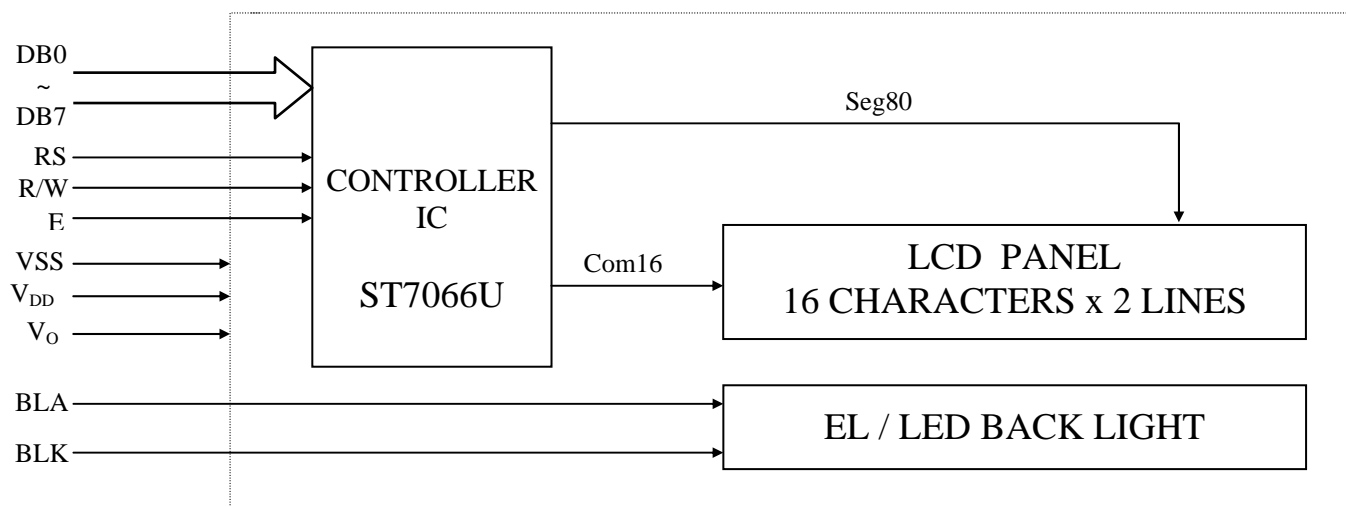 DB0
~
DB7
RS
R/W
E
VSS
VDD
VO
BLA
BLK
CONTROLLER
IC
ST7066U
Seg80
Com16
LCD PANEL
16 CHARACTERS x 2 LINES
EL / LED BACK LIGHT